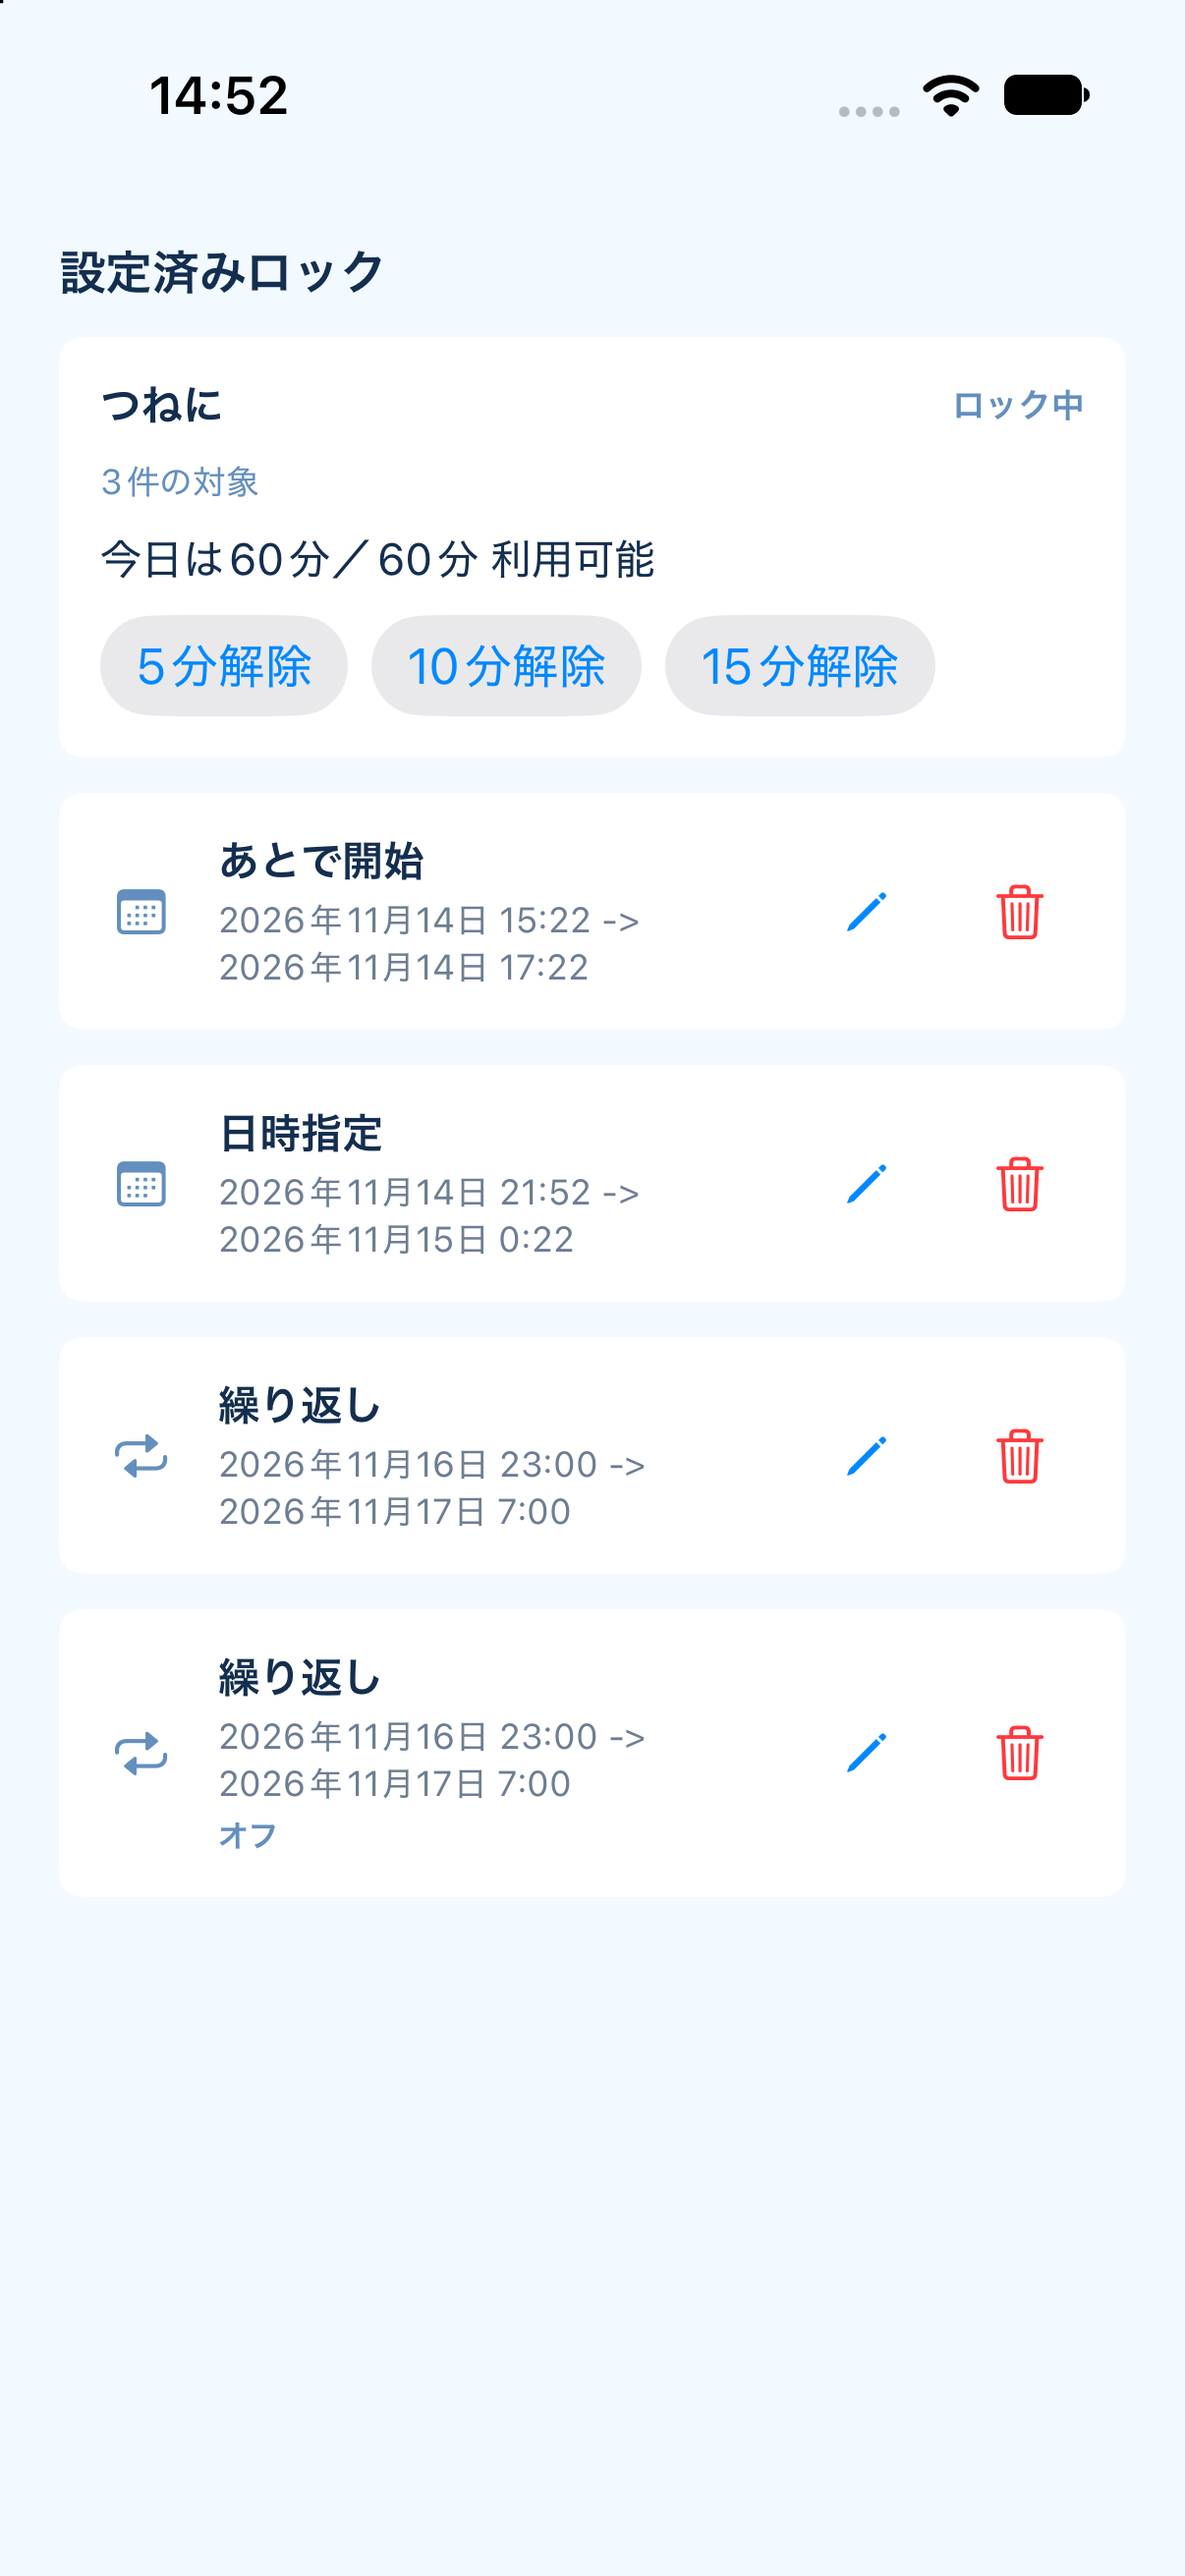 14:52
設定済みロック
つねに
ロック中
3件の対象
今日は60分／60分 利用可能
5分解除
10分解除
15分解除
あとで開始
2026年11月14日 15:22 ->
2026年11月14日 17:22
日時指定
2026年11月14日 21:52 ->
2026年11月15日 0:22
繰り返し
2026年11月16日 23:00 ->
2026年11月17日 7:00
繰り返し
2026年11月16日 23:00 ->
2026年11月17日 7:00
オフ